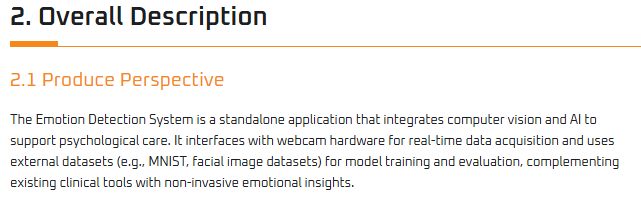 2. Overall Description
2.1 Produce Perspective
The Emotion Detection System is a standalone application that integrates computer vision and AI to
support psychological care. It interfaces with webcam hardware for real-time data acquisition and uses
external datasets (e.g., MNIST, facial image datasets) for model training and evaluation, complementing
existing clinical tools with non-invasive emotional insights.